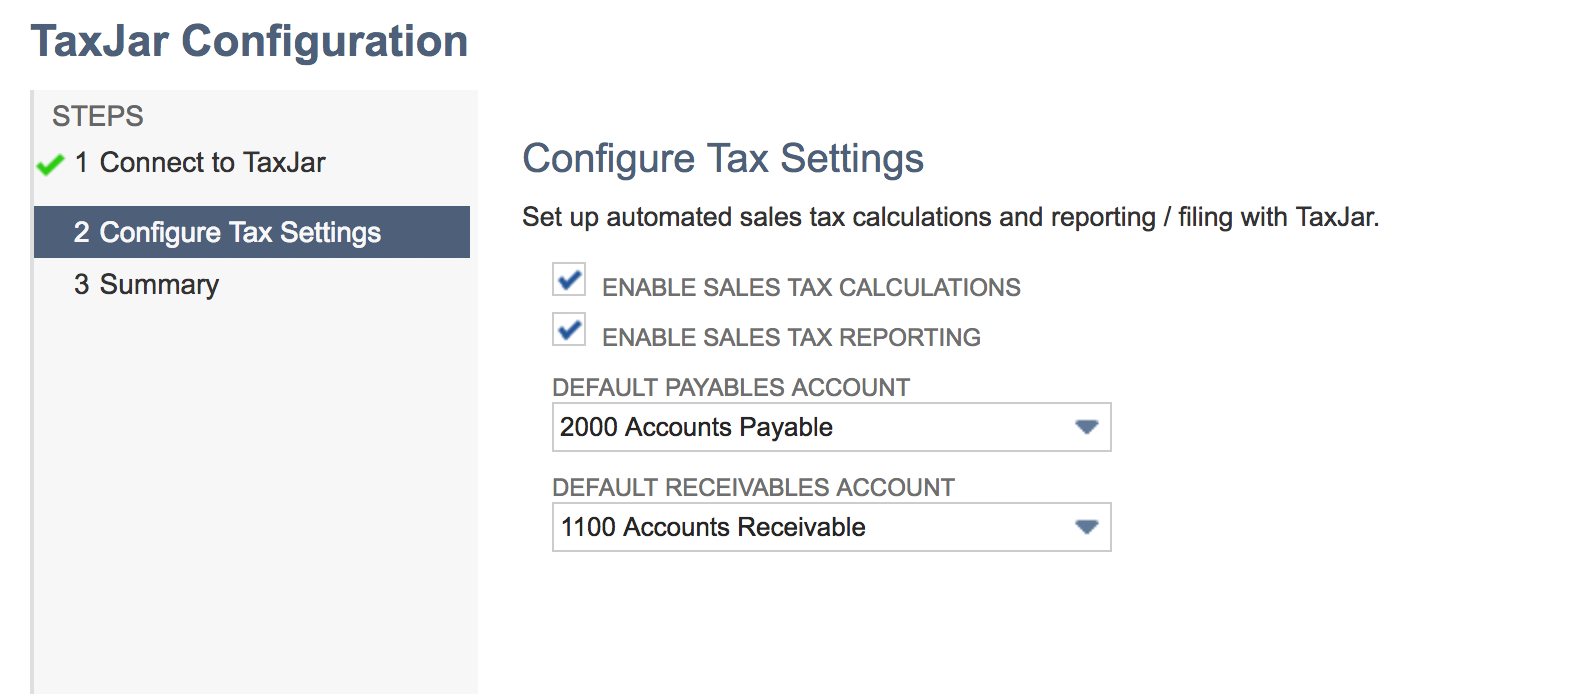 TaxJar Configuration
STEPS
1 Connect to TaxJar
2 Configure Tax Settings
3 Summary
Configure Tax Settings
Set up automated sales tax calculations and reporting / filing with TaxJar.
ENABLE SALES TAX CALCULATIONS
ENABLE SALES TAX REPORTING
DEFAULT PAYABLES ACCOUNT
2000 Accounts Payable
DEFAULT RECEIVABLES ACCOUNT
1100 Accounts Receivable